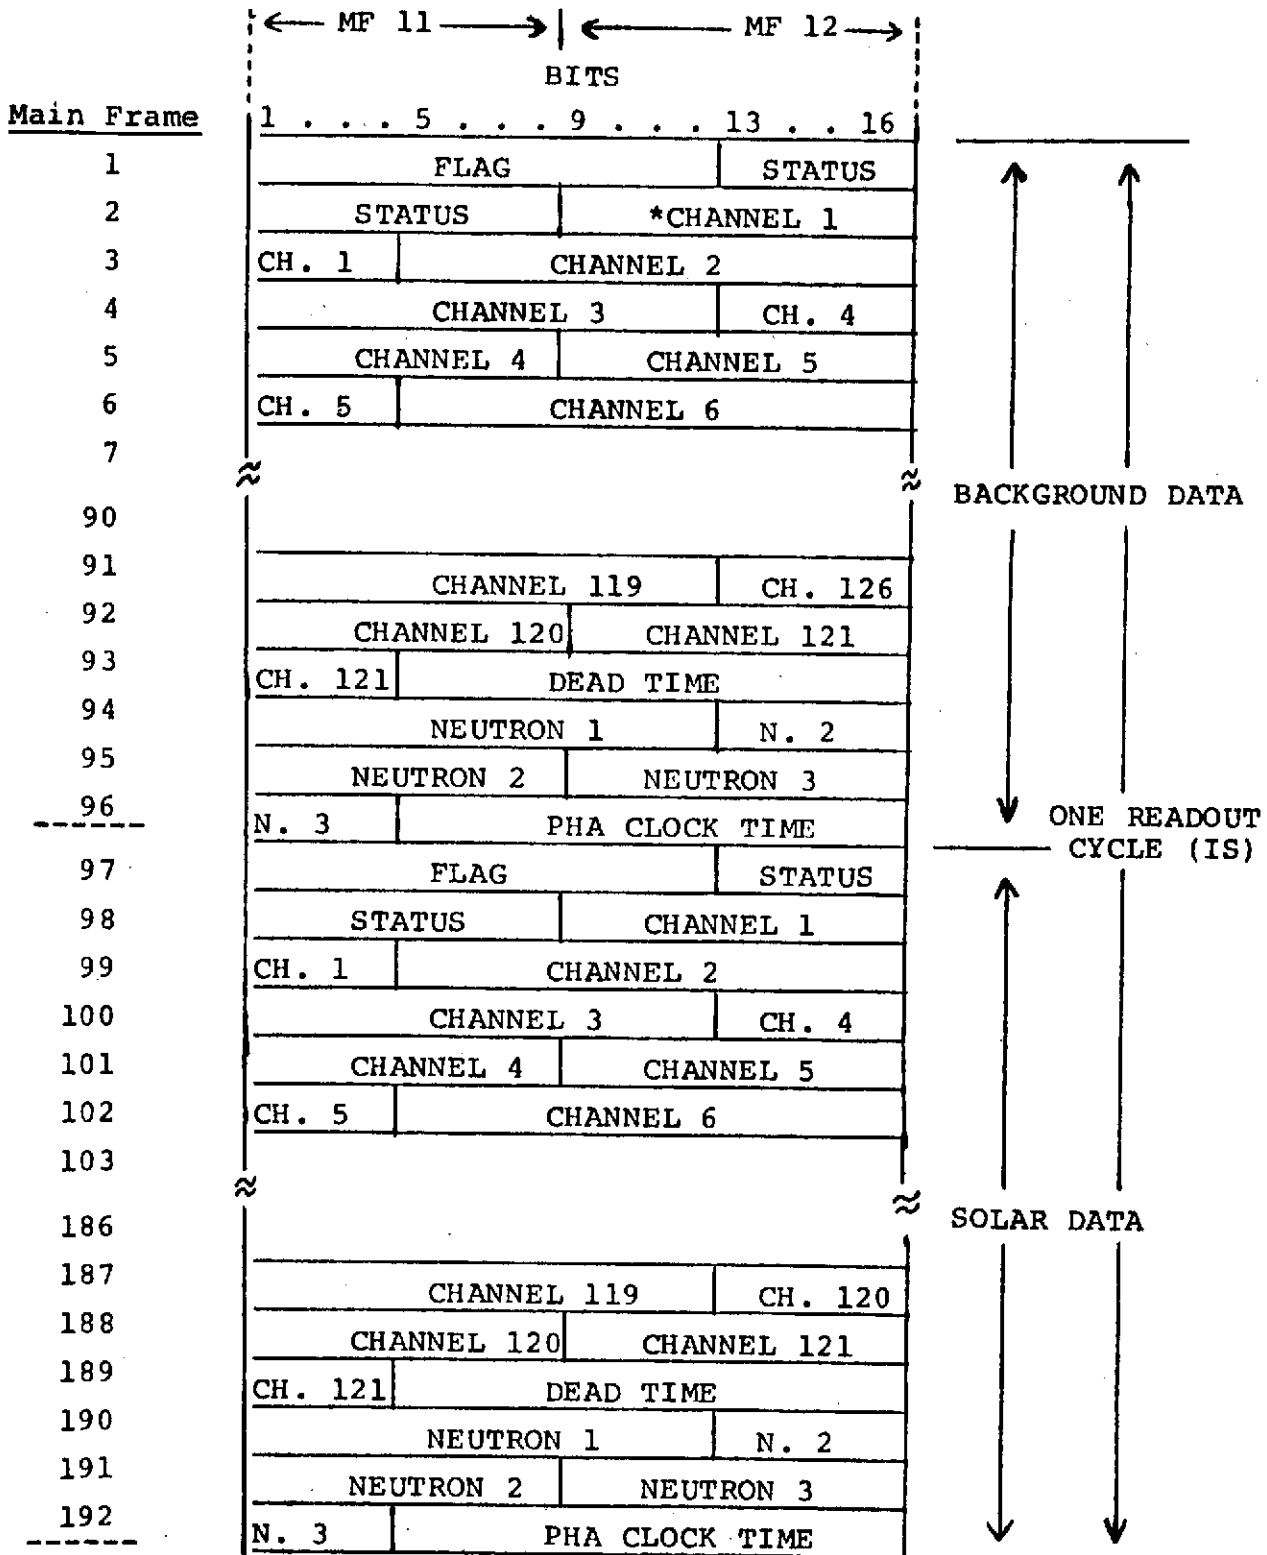 MF 11 MF 12
BITS
Main Frame 1 . . . 5 . . . 9 . . . 13 . . 16
1 FLAG STATUS
2 STATUS *CHANNEL 1
3 CH. 1 CHANNEL 2
4 CHANNEL 3 CH. 4
5 CHANNEL 4 CHANNEL 5
6 CH. 5 CHANNEL 6
7
BACKGROUND DATA
90
91 CHANNEL 119 CH. 126
92 CHANNEL 120 CHANNEL 121
93 CH. 121 DEAD TIME
94 NEUTRON 1 N. 2
95 NEUTRON 2 NEUTRON 3
96 N. 3 PHA CLOCK TIME
ONE READOUT
CYCLE (IS)
97 FLAG STATUS
98 STATUS CHANNEL 1
99 CH. 1 CHANNEL 2
100 CHANNEL 3 CH. 4
101 CHANNEL 4 CHANNEL 5
102 CH. 5 CHANNEL 6
103
SOLAR DATA
186
187 CHANNEL 119 CH. 120
188 CHANNEL 120 CHANNEL 121
189 CH. 121 DEAD TIME
190 NEUTRON 1 N. 2
191 NEUTRON 2 NEUTRON 3
192 N. 3 PHA CLOCK TIME